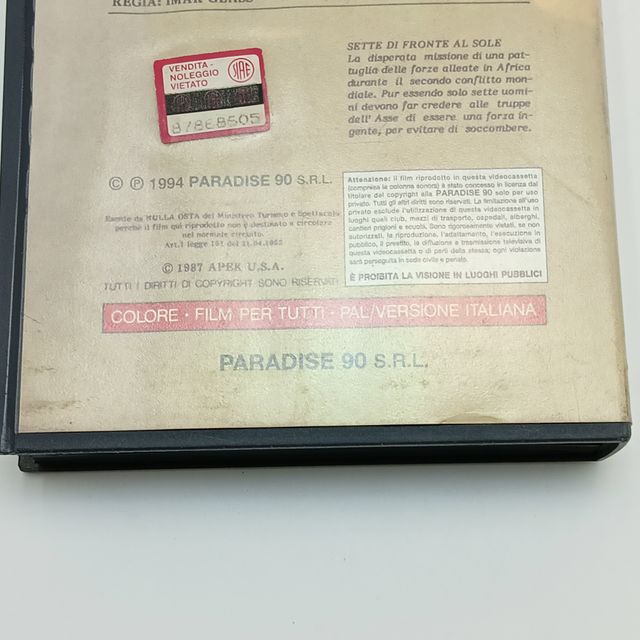 REGIA: IMAR
VENDITA -
NOLEGGIO
VIETATO
SIAE
SETTE DI FRONTE AL SOLE
La disperata missione di una pat-
tuglia delle forze alleate in Africa
durante il secondo conflitto mon-
diale. Pur essendo solo sette uomi-
ni devono far credere alle truppe
dell' Asse di essere una forza in-
gente, per evitare di soccombere.
© ℗ 1994 PARADISE 90 S.R.L.
Esente da NULLA OSTA del Ministero Turismo e Spettacolo
perchè il film qui riprodotto non è destinato a circolare
nel normale circuito.
Art.1 legge 161 del 21.04.1962
© 1987 APEK U.S.A.
TUTTI I DIRITTI DI COPYRIGHT SONO RISERVATI
Attenzione: Il film riprodotto in questa videocassetta
(compresa la colonna sonora) è stato concesso in licenza dal
titolare del copyright alla PARADISE 90 solo per uso
privato. Tutti gli altri diritti sono riservati. La limitazione all'uso
privato esclude l'utilizzazione di questa videocassetta in
luoghi quali club, mezzi di trasporto, ospedali, alberghi,
cantieri prigioni e scuola. Sono rigorosamente vietati, se non
autorizzati, la riproduzione, l'adattamento, l'esecuzione in
pubblico, il prestito, la diffusione e trasmissione televisiva di
questa videocassetta o di parti della stessa; ogni violazione
sarà perseguita in sede civile e penale.
È PROIBITA LA VISIONE IN LUOGHI PUBBLICI
COLORE · FILM PER TUTTI · PAL/VERSIONE ITALIANA
PARADISE 90 S.R.L.